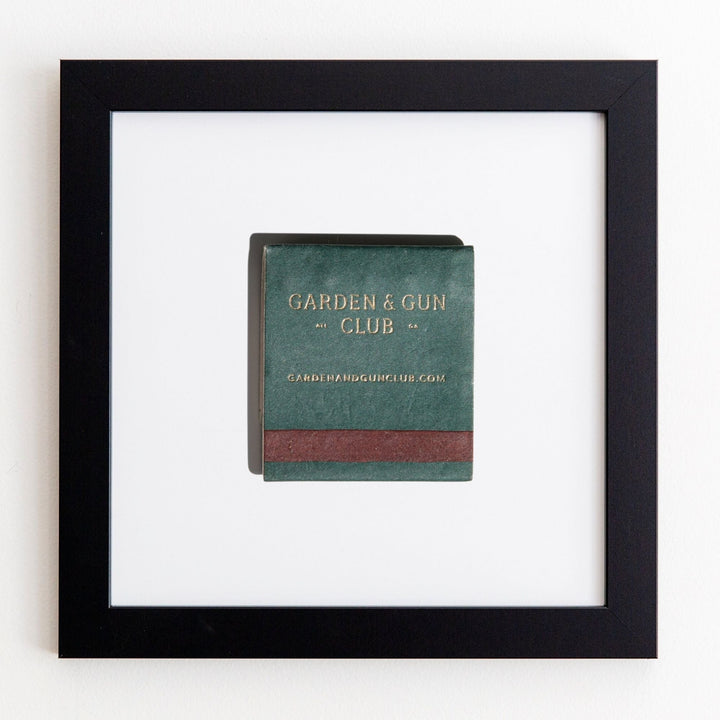 GARDEN & GUN
ATL CLUB GA
GARDENANDGUNCLUB.COM